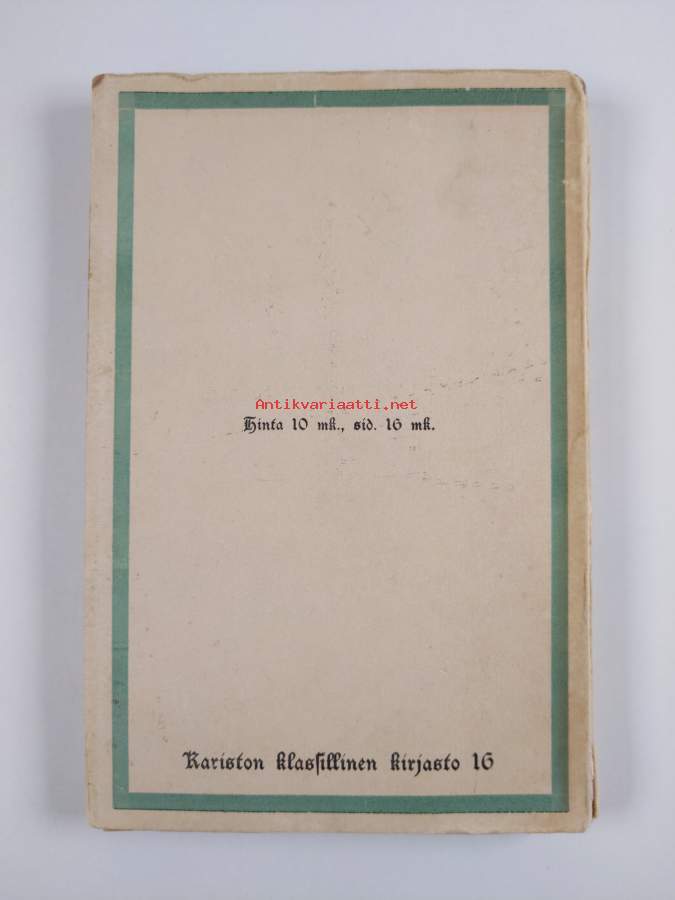 Antikvariaatti.net
Hinta 10 mk., sid. 16 mk.
Kariston klassillinen kirjasto 16